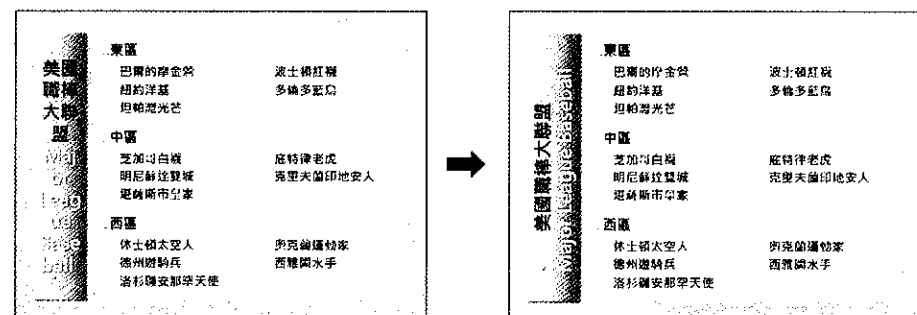 美國
職棒
大聯
盟
Maj
or
Leag
ue
Base
ball
東區
巴爾的摩金鶯 波士頓紅襪
紐約洋基 多倫多藍鳥
坦帕灣光芒
中區
芝加哥白襪 底特律老虎
明尼蘇達雙城 克里夫蘭印地安人
堪薩斯市皇家
西區
休士頓太空人 奧克蘭運動家
德州遊騎兵 西雅圖水手
洛杉磯安那罕天使
美國職棒大聯盟
Major League Baseball
東區
巴爾的摩金鶯 波士頓紅襪
紐約洋基 多倫多藍鳥
坦帕灣光芒
中區
芝加哥白襪 底特律老虎
明尼蘇達雙城 克里夫蘭印地安人
堪薩斯市皇家
西區
休士頓太空人 奧克蘭運動家
德州遊騎兵 西雅圖水手
洛杉磯安那罕天使